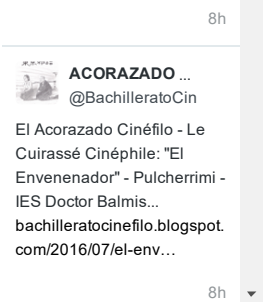 8h
ACORAZADO ...
@BachilleratoCin
El Acorazado Cinéfilo - Le
Cuirassé Cinéphile: "El
Envenenador" - Pulcherrimi -
IES Doctor Balmis...
bachilleratocinefilo.blogspot.
com/2016/07/el-env…
8h